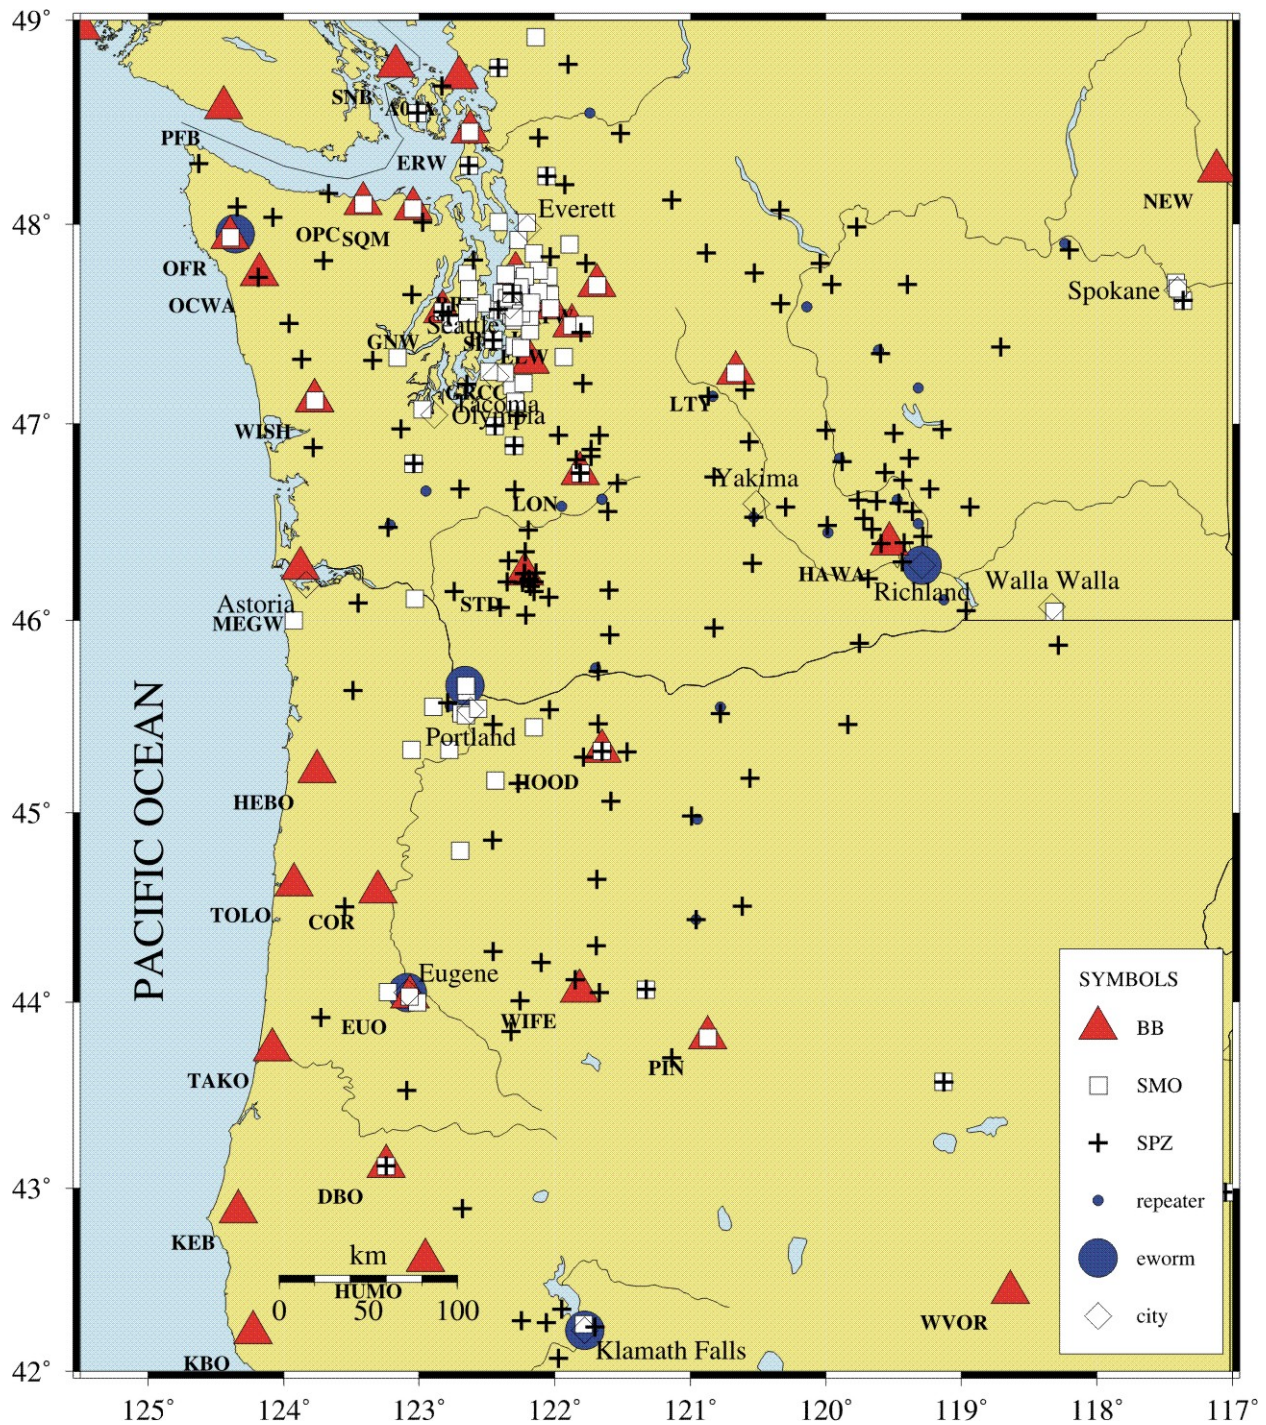 49°
SNB
PFB
ERW
NEW
Everett
48°
OPC
SQM
OFR
OCWA
Spokane
Seattle
GNW
ELW
GRCC
Tacoma
Olympia
LTY
47°
WISH
Yakima
LON
HAWA
Richland
Walla Walla
STD
Astoria
MEGW
46°
Portland
HOOD
HEBO
PACIFIC OCEAN
45°
TOLO
COR
Eugene
44°
EUO
WIFE
PIN
TAKO
DBO
43°
KEB
km
HUMO
0 50 100
WVOR
KBO
Klamath Falls
42°
SYMBOLS
BB
SMO
SPZ
repeater
eworm
city
125° 124° 123° 122° 121° 120° 119° 118° 117°